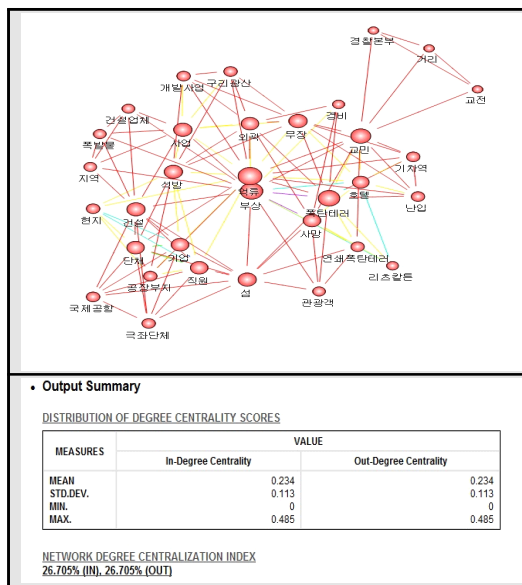 경찰본부
거리
교전
개발사업 구리왕산
건설업체
사업
외곽
무장
경비
교민
폭발물
기차역
지역
석방
부상
호텔
난입
현지
건설
폭탄테러
사망
단체
기업
연쇄폭탄테러
공장부지
직원
섬
리츠칼튼
국제공항
관광객
극좌단체
• Output Summary
DISTRIBUTION OF DEGREE CENTRALITY SCORES
MEASURES
VALUE
In-Degree Centrality
Out-Degree Centrality
MEAN 0.234 0.234
STD.DEV. 0.113 0.113
MIN. 0 0
MAX. 0.485 0.485
NETWORK DEGREE CENTRALIZATION INDEX
26.705% (IN), 26.705% (OUT)